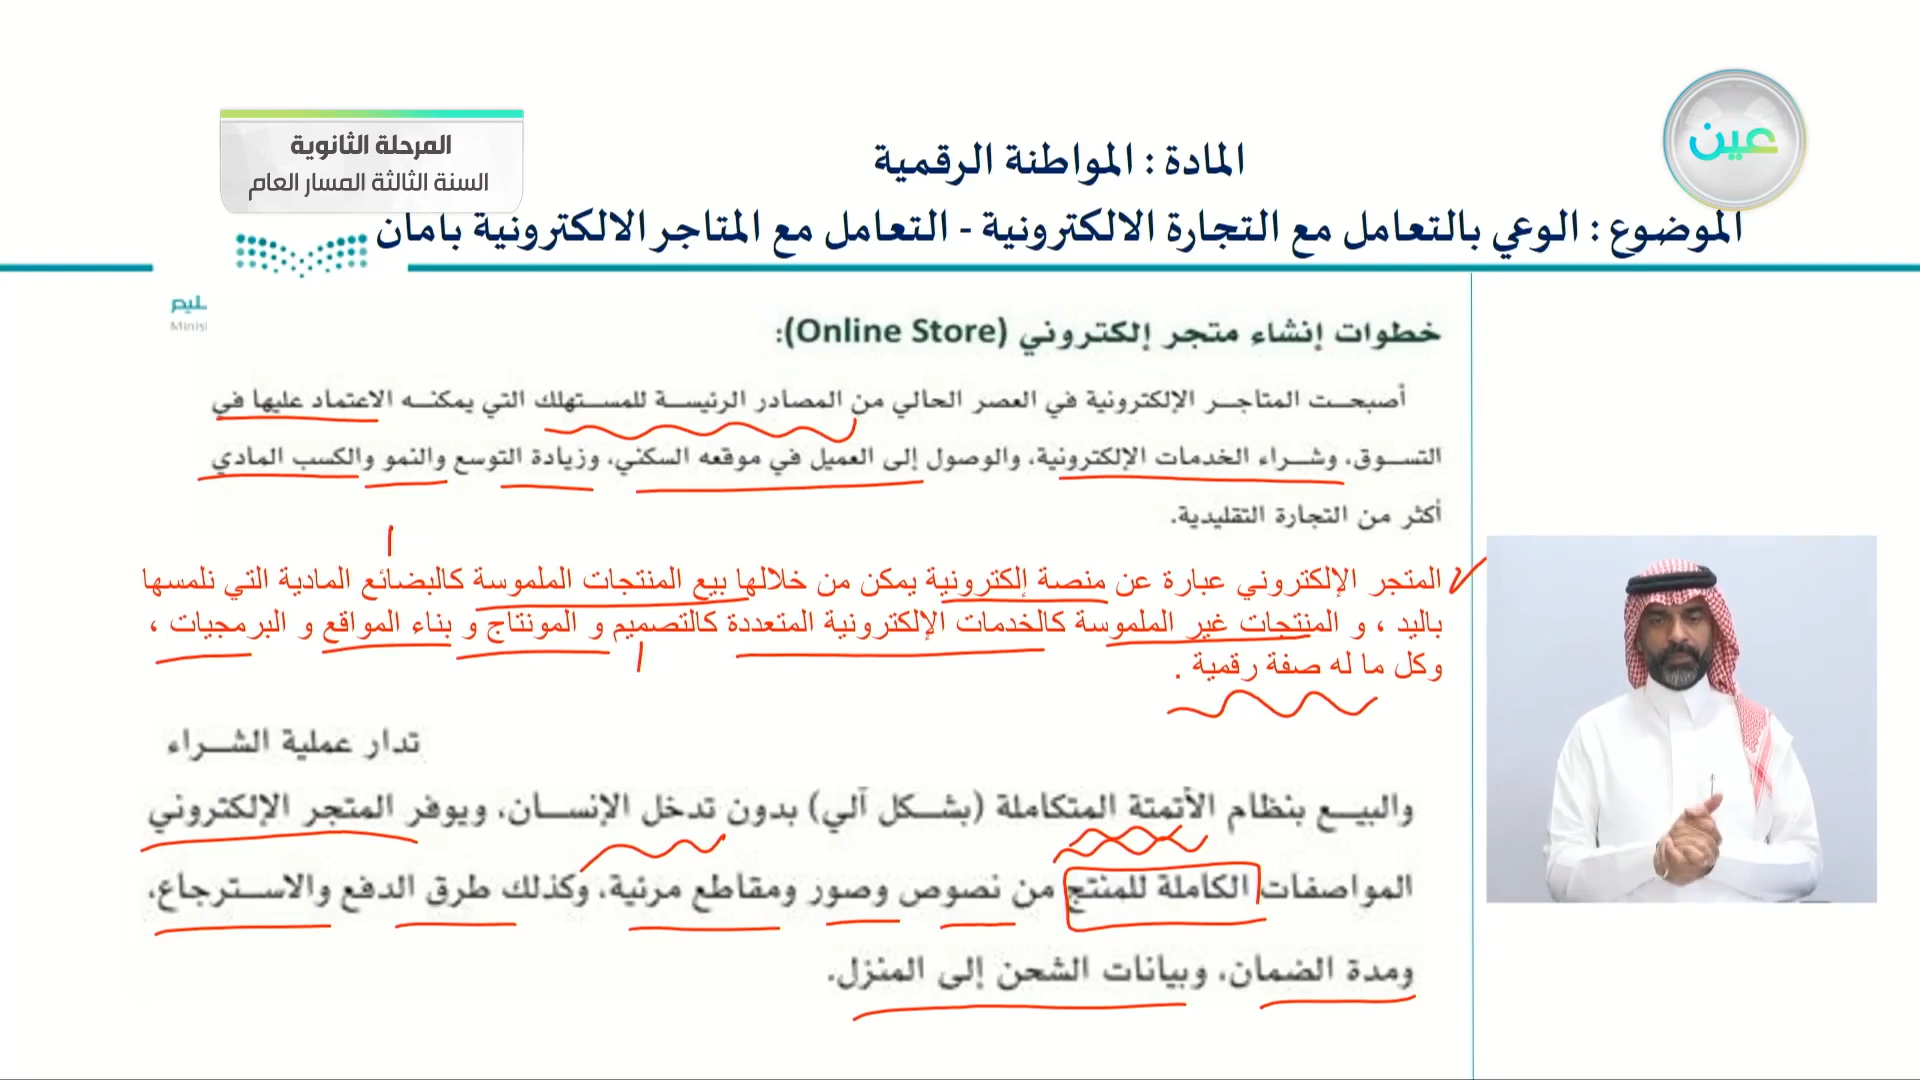 عين
المرحلة الثانوية
السنة الثالثة المسار العام
المادة : المواطنة الرقمية
الموضوع : الوعي بالتعامل مع التجارة الالكترونية - التعامل مع المتاجر الالكترونية بامان
ـليم
Minis
خطوات إنشاء متجر إلكتروني (Online Store):
أصبحت المتاجر الإلكترونية في العصر الحالي من المصادر الرئيسة للمستهلك التي يمكنه الاعتماد عليها في
التسوق، وشراء الخدمات الإلكترونية، والوصول إلى العميل في موقعه السكني، وزيادة التوسع والنمو والكسب المادي
أكثر من التجارة التقليدية.
المتجر الإلكتروني عبارة عن منصة إلكترونية يمكن من خلالها بيع المنتجات الملموسة كالبضائع المادية التي نلمسها
باليد ، و المنتجات غير الملموسة كالخدمات الإلكترونية المتعددة كالتصميم و المونتاج و بناء المواقع و البرمجيات ،
وكل ما له صفة رقمية .
تدار عملية الشراء
والبيع بنظام الأتمتة المتكاملة (بشكل آلي) بدون تدخل الإنسان، ويوفر المتجر الإلكتروني
المواصفات الكاملة للمنتج من نصوص وصور ومقاطع مرئية، وكذلك طرق الدفع والاسترجاع،
ومدة الضمان، وبيانات الشحن إلى المنزل.